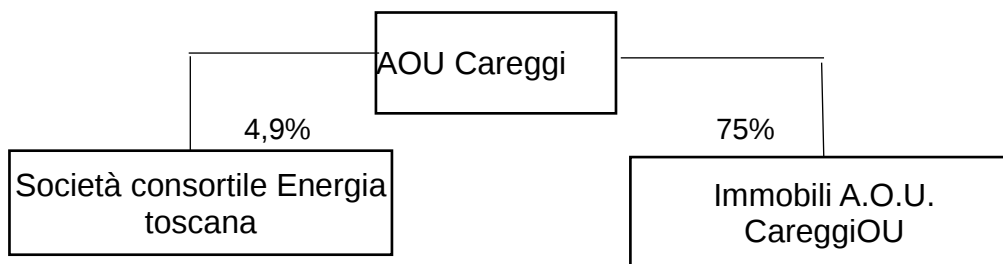 AOU Careggi
4,9%
75%
Società consortile Energia
toscana
Immobili A.O.U.
CareggiOU